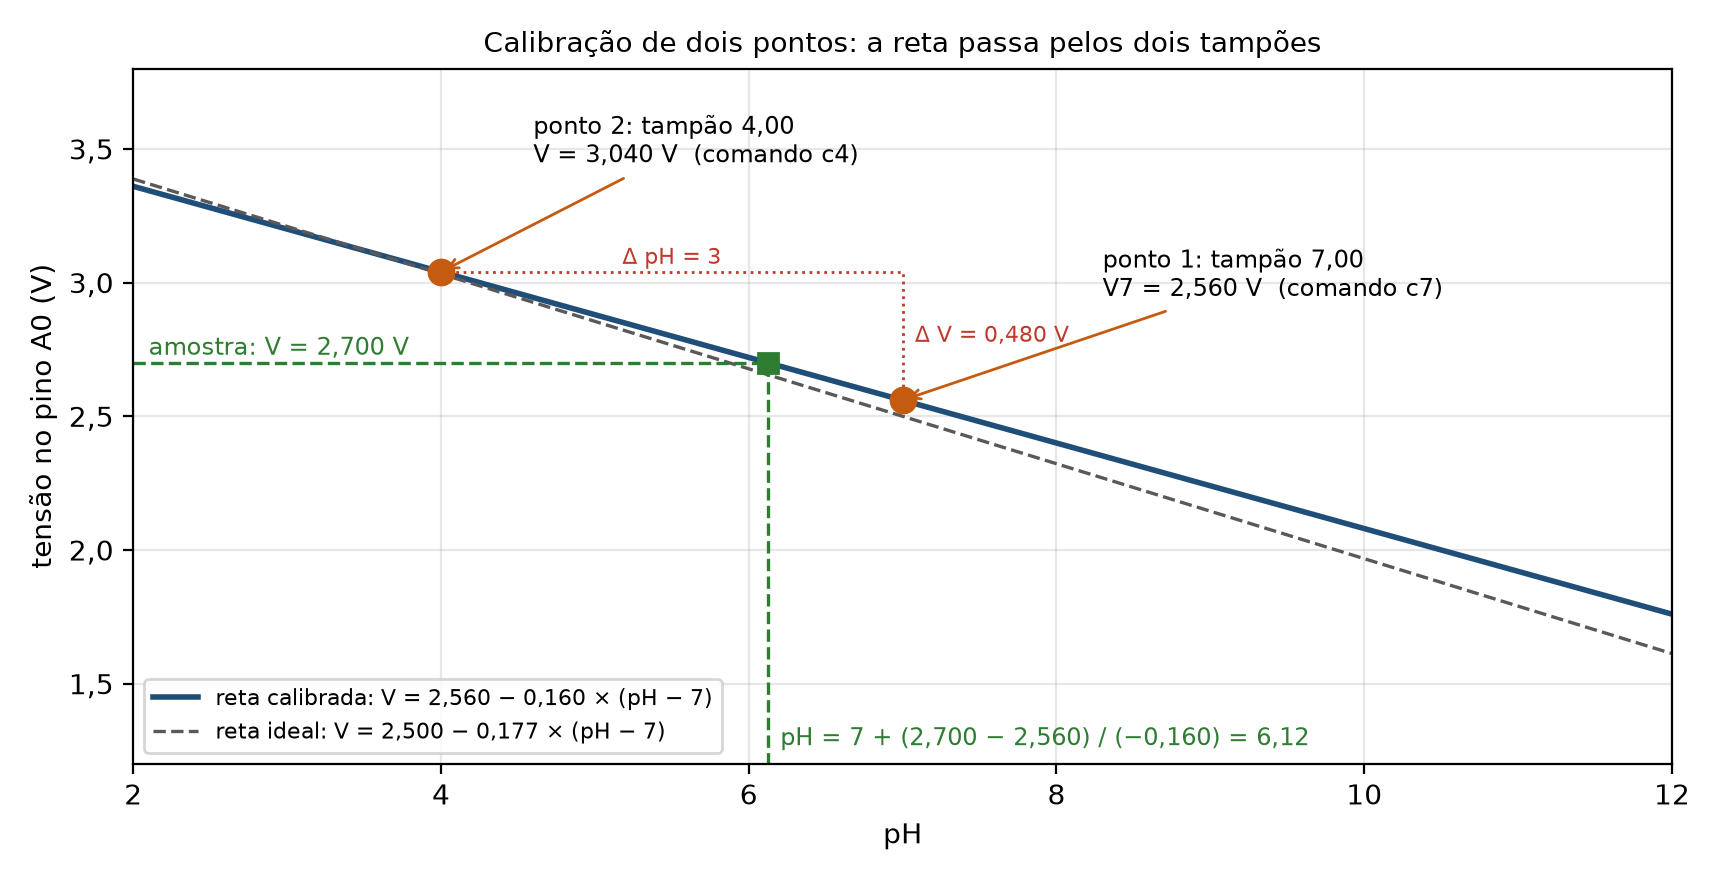 Calibração de dois pontos: a reta passa pelos dois tampões
tensão no pino A0 (V)
3,5
3,0
2,5
2,0
1,5
ponto 2: tampão 4,00
V = 3,040 V (comando c4)
Δ pH = 3
ponto 1: tampão 7,00
V7 = 2,560 V (comando c7)
Δ V = 0,480 V
amostra: V = 2,700 V
reta calibrada: V = 2,560 − 0,160 × (pH − 7)
reta ideal: V = 2,500 − 0,177 × (pH − 7)
pH = 7 + (2,700 − 2,560) / (−0,160) = 6,12
2 4 6 8 10 12
pH